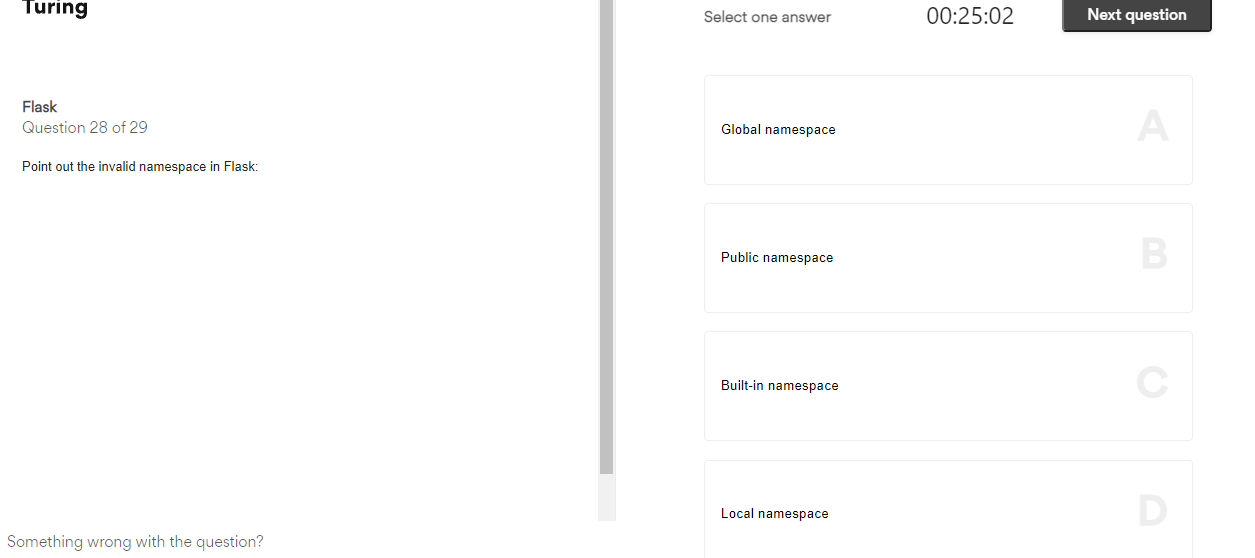 Turing
Select one answer
00:25:02
Next question
Flask
Question 28 of 29
Point out the invalid namespace in Flask:
Global namespace
A
Public namespace
B
Built-in namespace
C
Local namespace
D
Something wrong with the question?